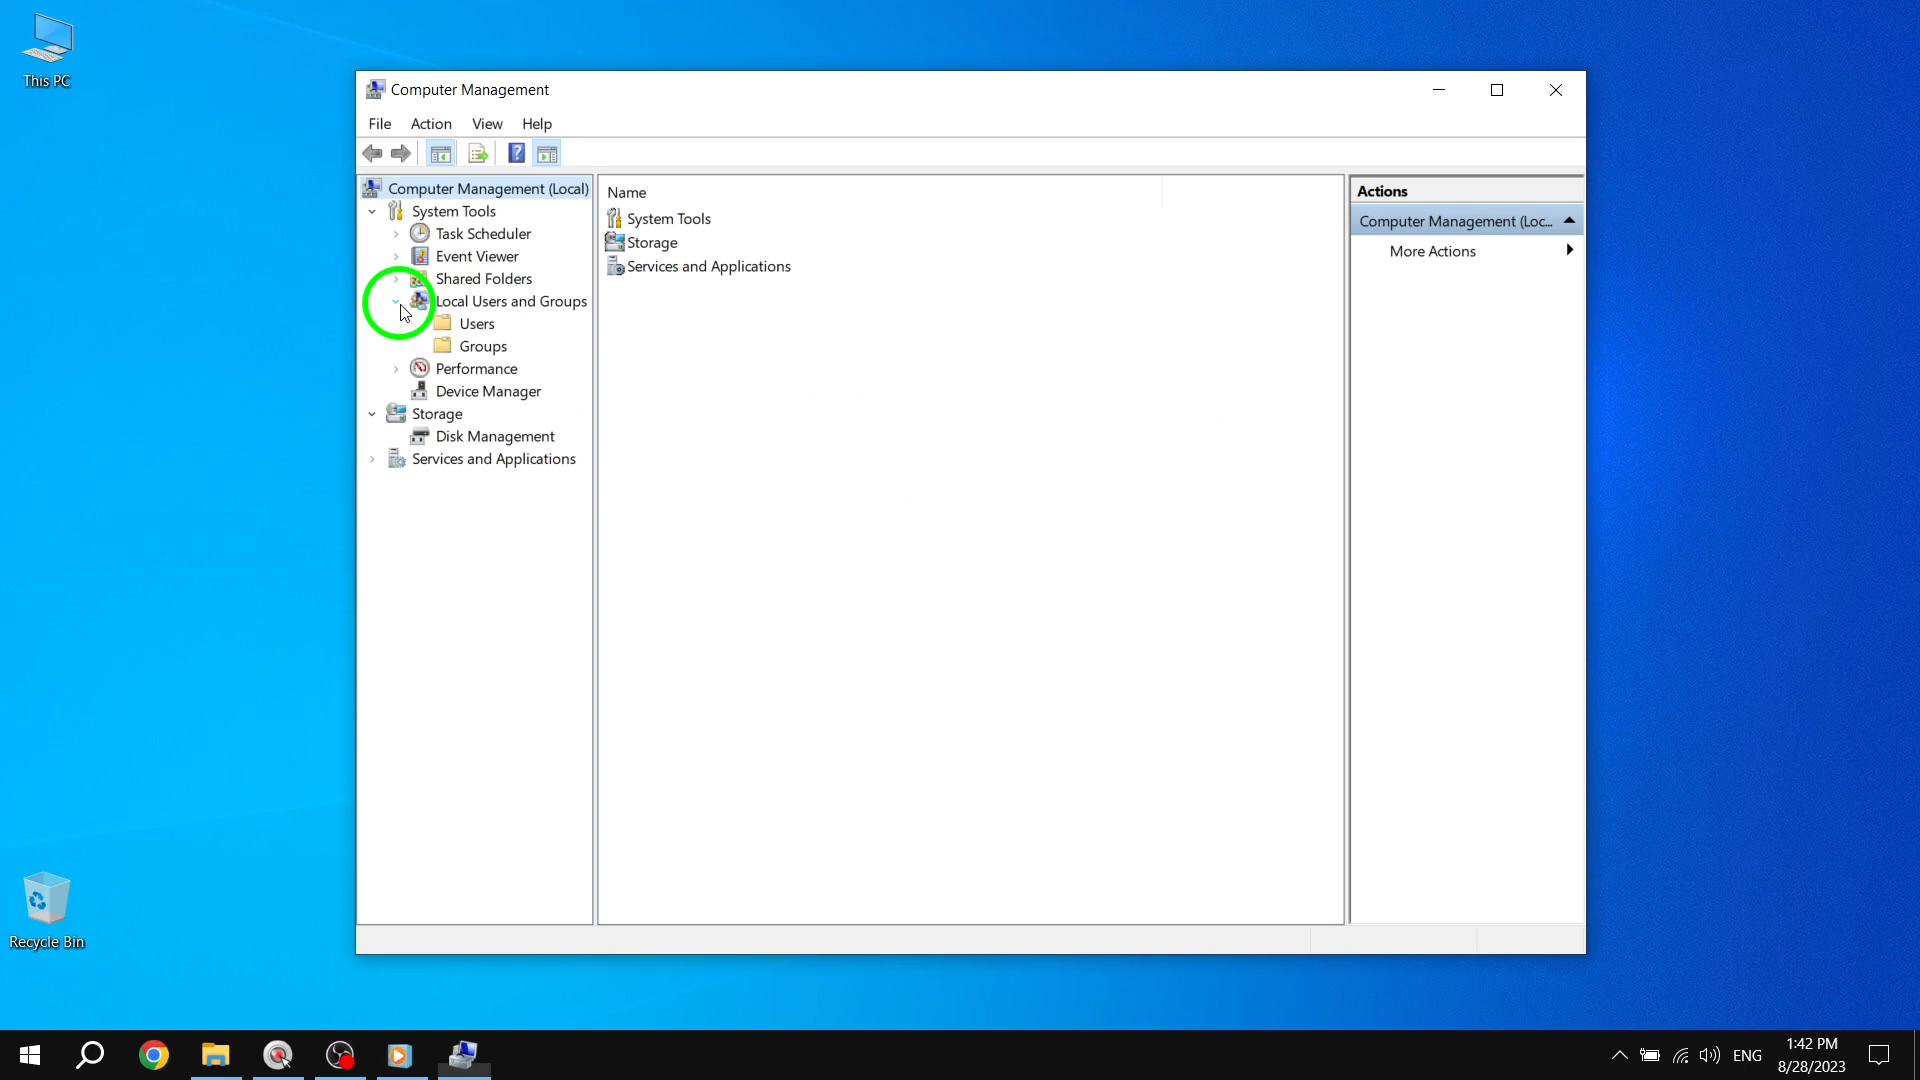 This PC
Computer Management
File Action View Help
Computer Management (Local)
System Tools
Task Scheduler
Event Viewer
Shared Folders
Local Users and Groups
Users
Groups
Performance
Device Manager
Storage
Disk Management
Services and Applications
Name
System Tools
Storage
Services and Applications
Actions
Computer Management (Loc...
More Actions
Recycle Bin
ENG
1:42 PM
8/28/2023